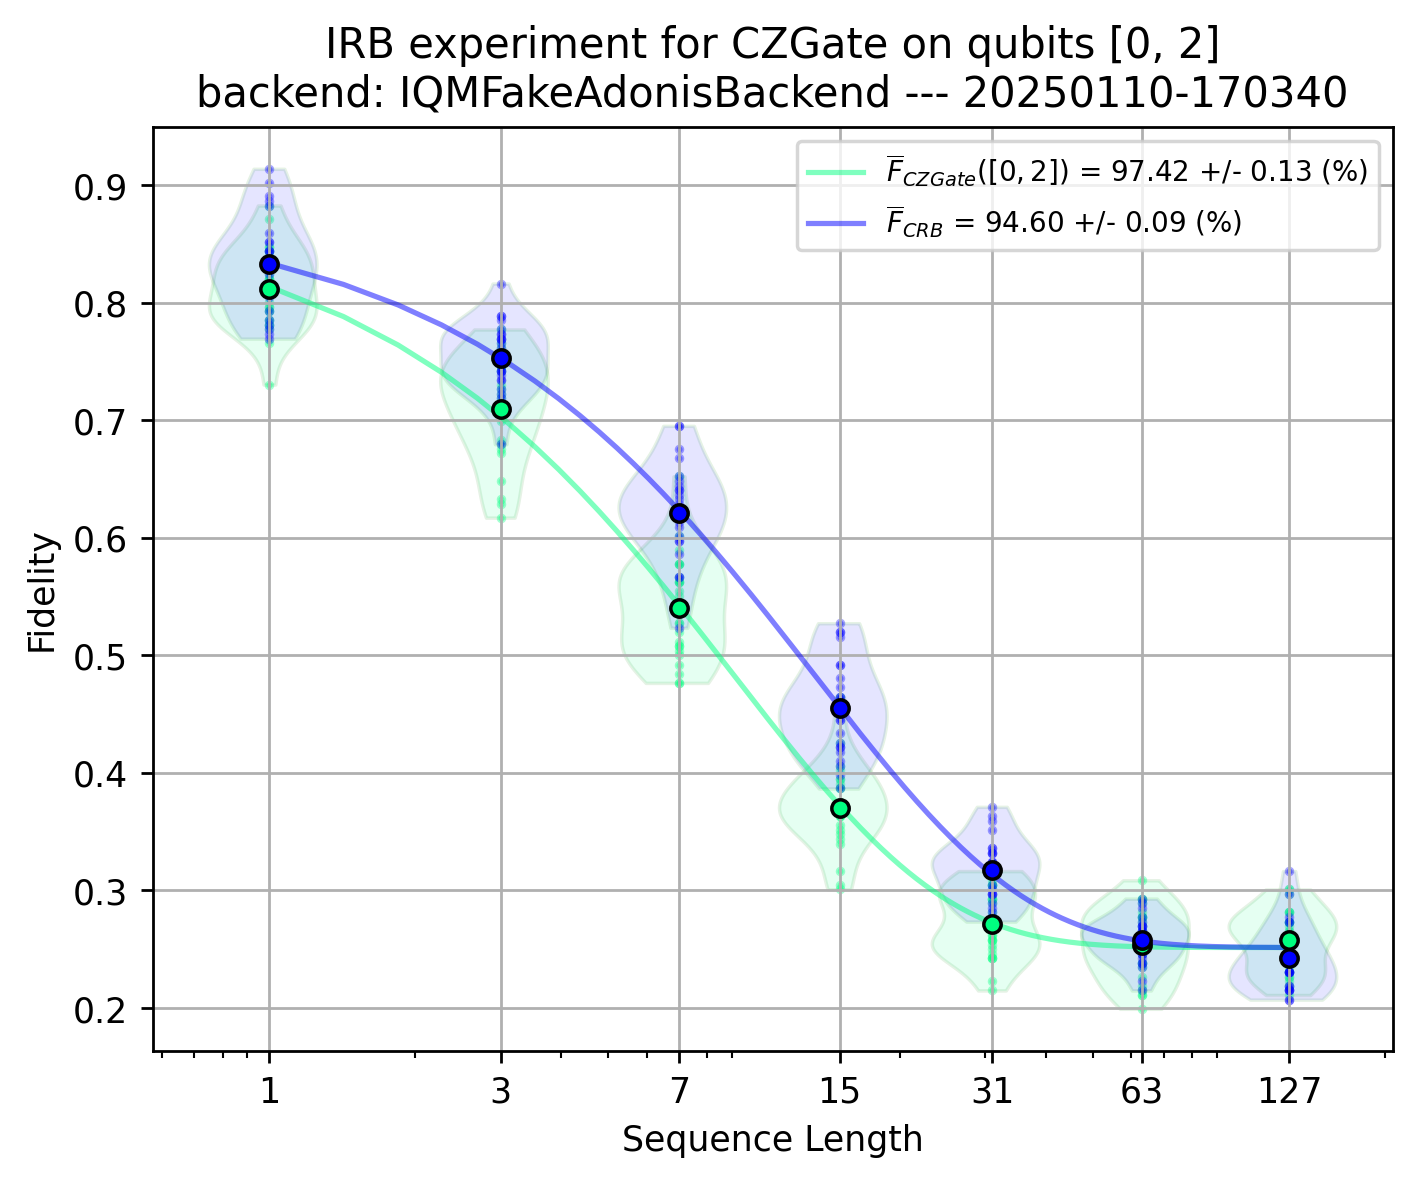 IRB experiment for CZGate on qubits [0, 2]
backend: IQMFakeAdonisBackend --- 20250110-170340
F̅_CZGate([0, 2]) = 97.42 +/- 0.13 (%)
F̅_CRB = 94.60 +/- 0.09 (%)
Fidelity
0.9
0.8
0.7
0.6
0.5
0.4
0.3
0.2
1 3 7 15 31 63 127
Sequence Length